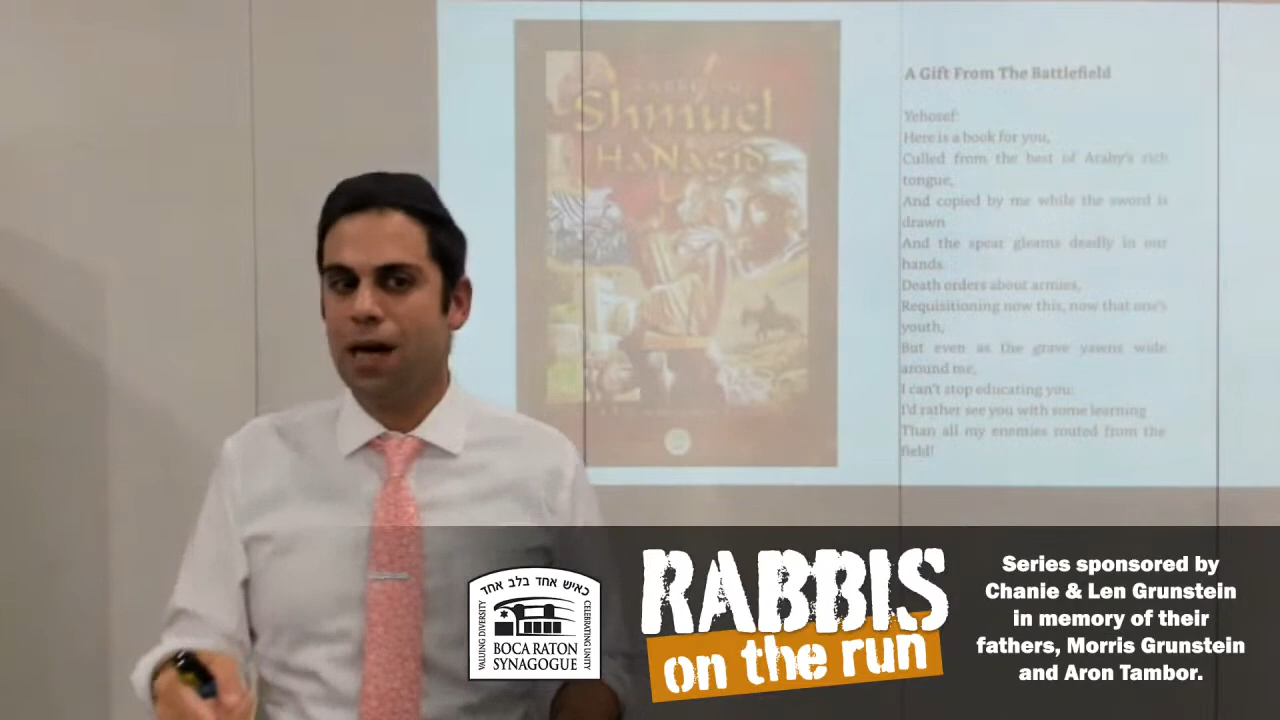 Shmuel
HaNagid
A Gift From The Battlefield
Yehosef:
Here is a book for you,
Culled from the best of Araby's rich
tongue,
And copied by me while the sword is
drawn
And the spear gleams deadly in our
hands.
Death orders about armies,
Requisitioning now this, now that one's
youth,
But even as the grave yawns wide
around me,
I can't stop educating you:
I'd rather see you with some learning
Than all my enemies routed from the
field!
כאיש אחד בלב אחד
VALUING DIVERSITY
CELEBRATING UNITY
BOCA RATON
SYNAGOGUE
RABBIS
on the run
Series sponsored by
Chanie & Len Grunstein
in memory of their
fathers, Morris Grunstein
and Aron Tambor.